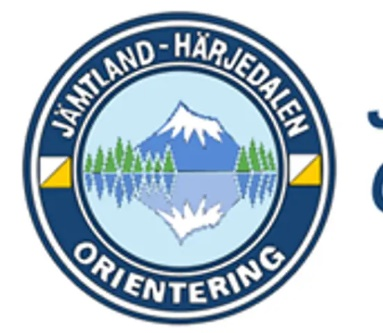 JÄMTLAND - HÄRJEDALEN
ORIENTERING